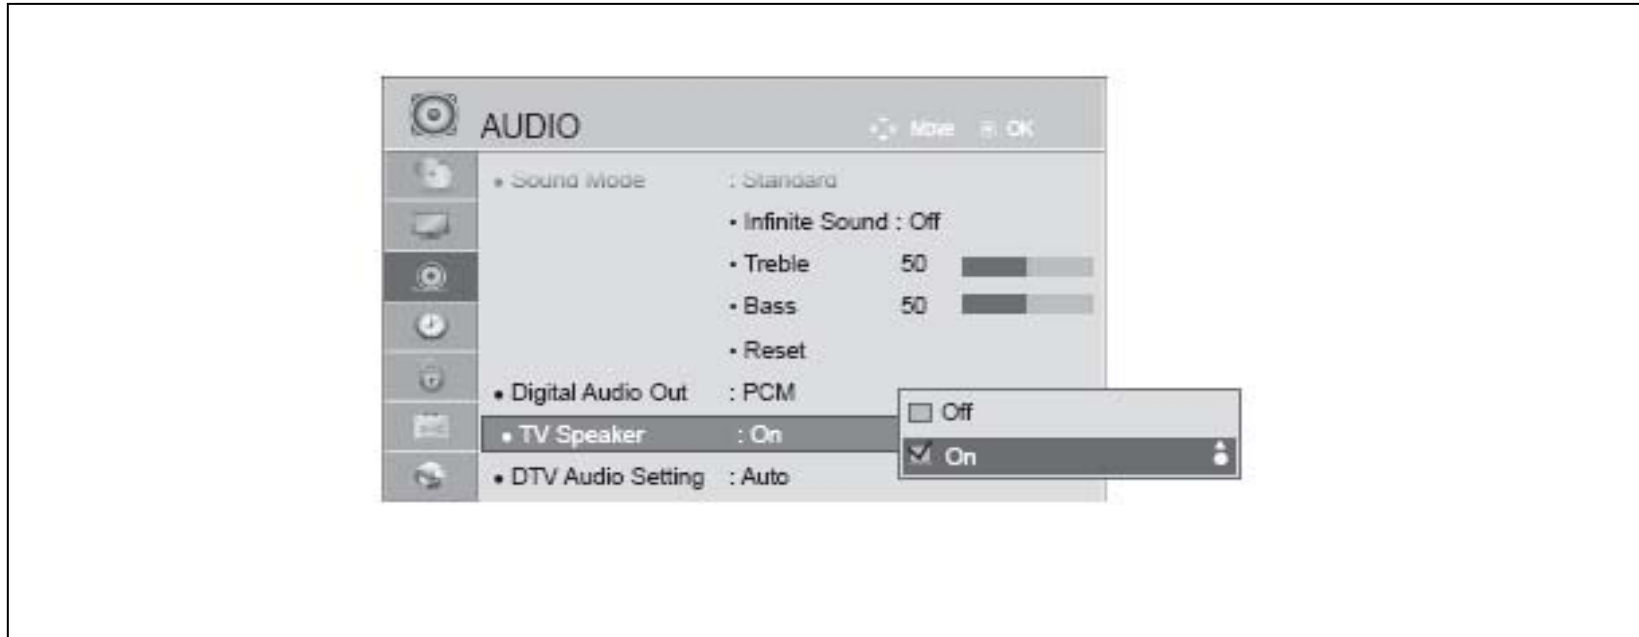 AUDIO Move OK
• Sound Mode : Standard
• Infinite Sound : Off
• Treble 50
• Bass 50
• Reset
• Digital Audio Out : PCM
• TV Speaker : On
• DTV Audio Setting : Auto
Off
On